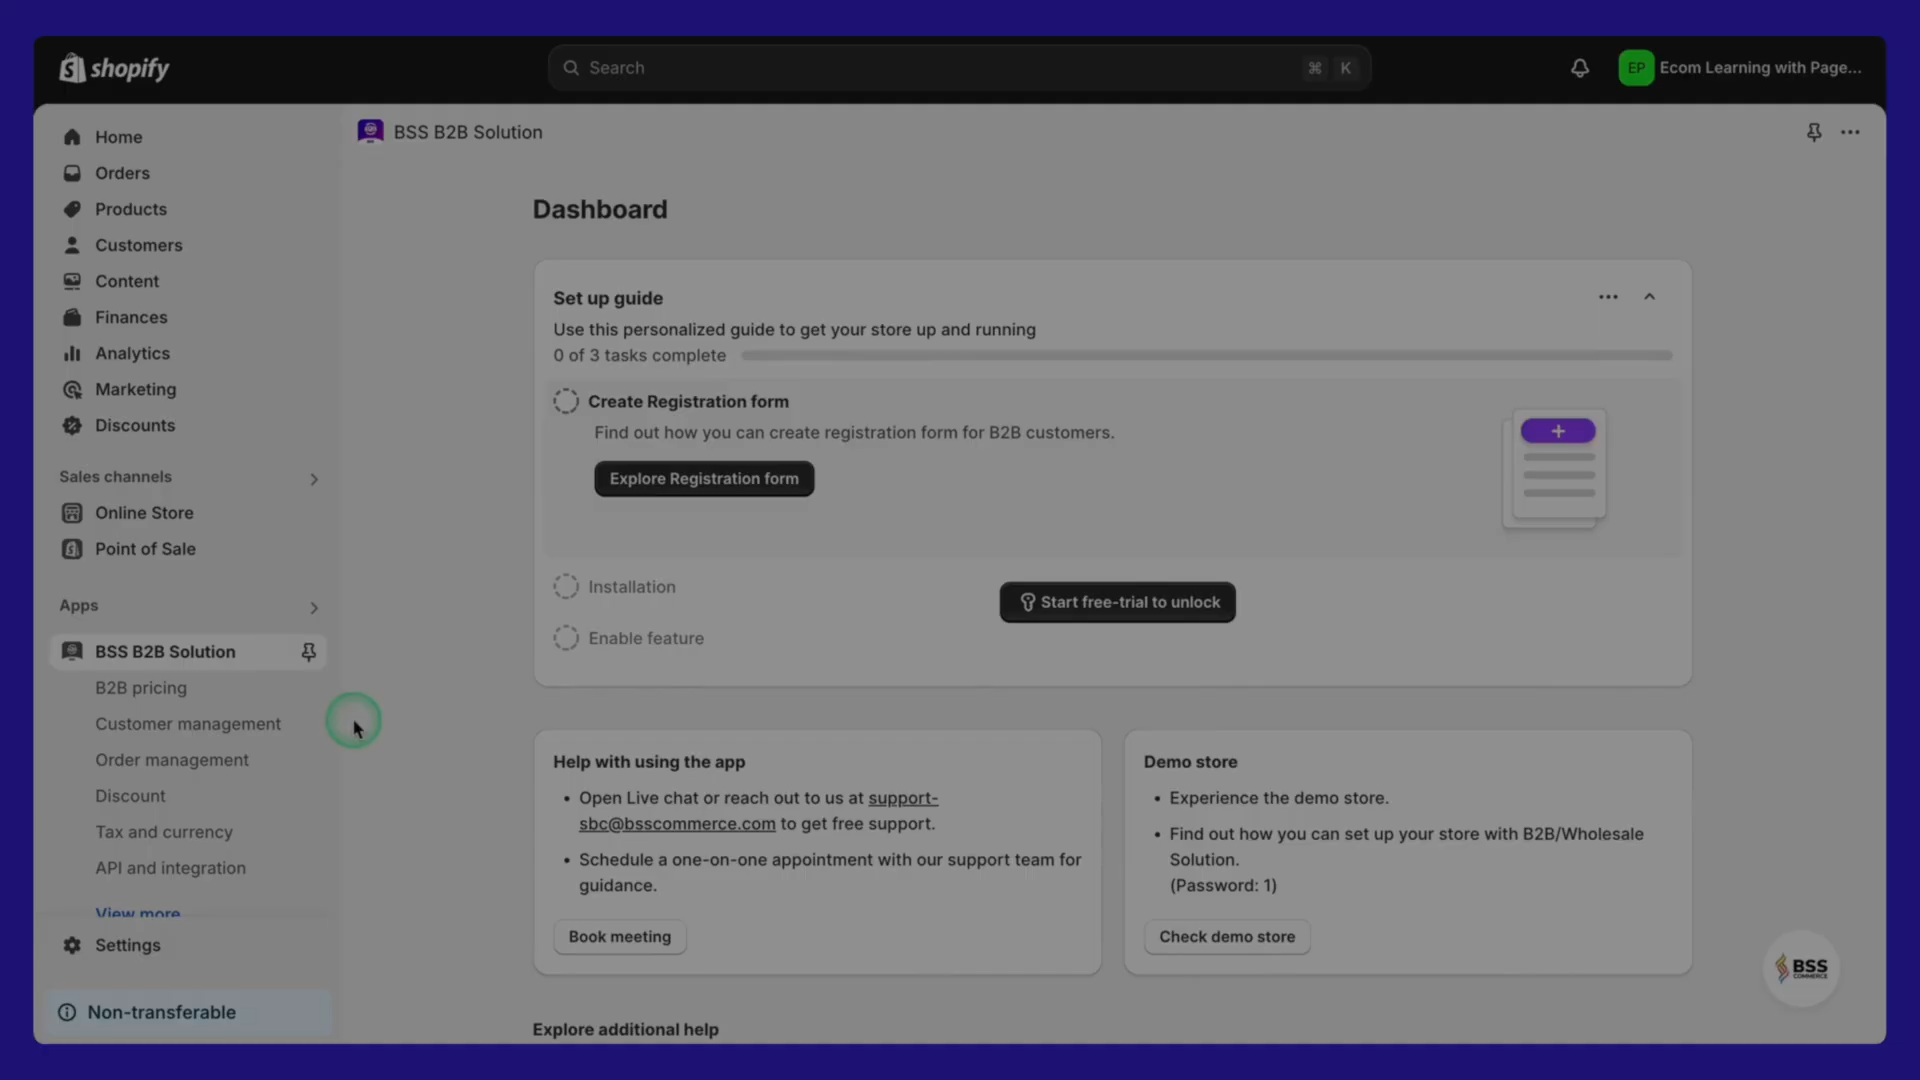 shopify
Search
⌘ K
EP Ecom Learning with Page...
Home
Orders
Products
Customers
Content
Finances
Analytics
Marketing
Discounts
Sales channels
Online Store
Point of Sale
Apps
BSS B2B Solution
B2B pricing
Customer management
Order management
Discount
Tax and currency
API and integration
View more
Settings
Non-transferable
BSS B2B Solution
Dashboard
Set up guide
Use this personalized guide to get your store up and running
0 of 3 tasks complete
Create Registration form
Find out how you can create registration form for B2B customers.
Explore Registration form
Installation
Start free-trial to unlock
Enable feature
Help with using the app
• Open Live chat or reach out to us at support-
sbc@bsscommerce.com to get free support.
• Schedule a one-on-one appointment with our support team for
guidance.
Book meeting
Demo store
• Experience the demo store.
• Find out how you can set up your store with B2B/Wholesale
Solution.
(Password: 1)
Check demo store
BSS
COMMERCE
Explore additional help